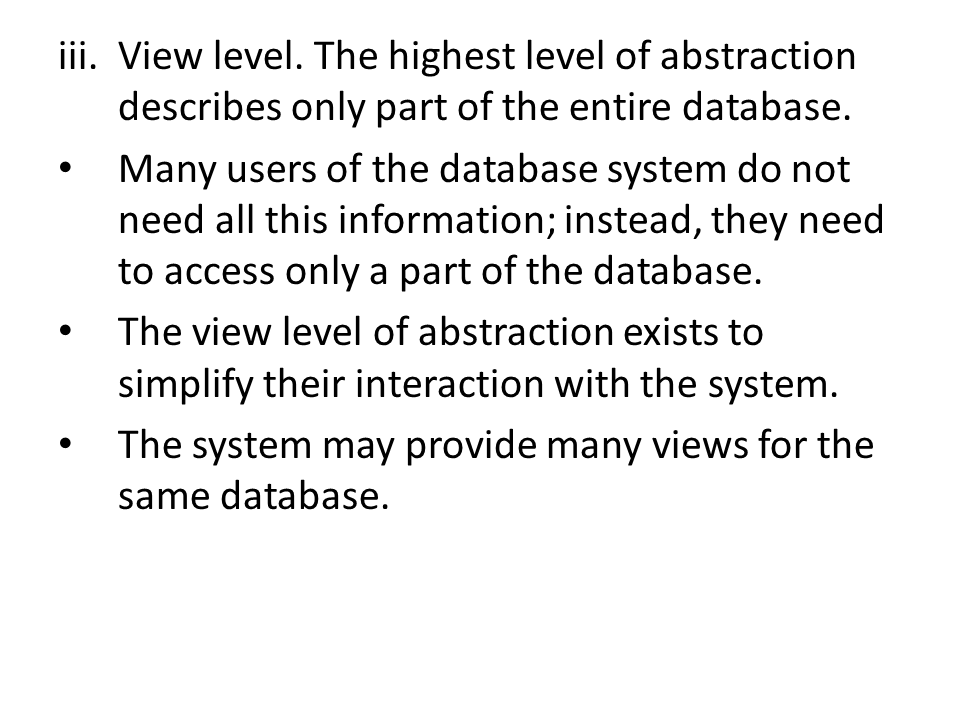 iii. View level. The highest level of abstraction
describes only part of the entire database.
• Many users of the database system do not
need all this information; instead, they need
to access only a part of the database.
• The view level of abstraction exists to
simplify their interaction with the system.
• The system may provide many views for the
same database.